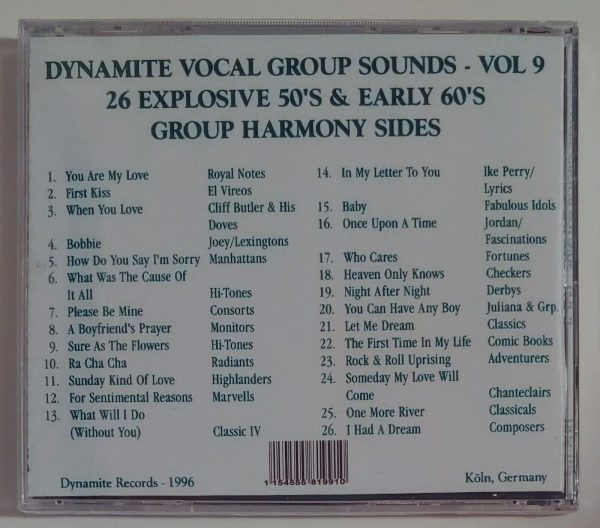 DYNAMITE VOCAL GROUP SOUNDS - VOL 9
26 EXPLOSIVE 50'S & EARLY 60'S
GROUP HARMONY SIDES
1. You Are My Love Royal Notes
2. First Kiss El Vireos
3. When You Love Cliff Butler & His
Doves
4. Bobbie Joey/Lexingtons
5. How Do You Say I'm Sorry Manhattans
6. What Was The Cause Of
It All Hi-Tones
7. Please Be Mine Consorts
8. A Boyfriend's Prayer Monitors
9. Sure As The Flowers Hi-Tones
10. Ra Cha Cha Radiants
11. Sunday Kind Of Love Highlanders
12. For Sentimental Reasons Marvells
13. What Will I Do
(Without You) Classic IV
14. In My Letter To You Ike Perry/
Lyrics
15. Baby Fabulous Idols
16. Once Upon A Time Jordan/
Fascinations
17. Who Cares Fortunes
18. Heaven Only Knows Checkers
19. Night After Night Derbys
20. You Can Have Any Boy Juliana & Grp.
21. Let Me Dream Classics
22. The First Time In My Life Comic Books
23. Rock & Roll Uprising Adventurers
24. Someday My Love Will
Come Chanteclairs
25. One More River Classicals
26. I Had A Dream Composers
Dynamite Records - 1996
1 154555 819910
Köln, Germany